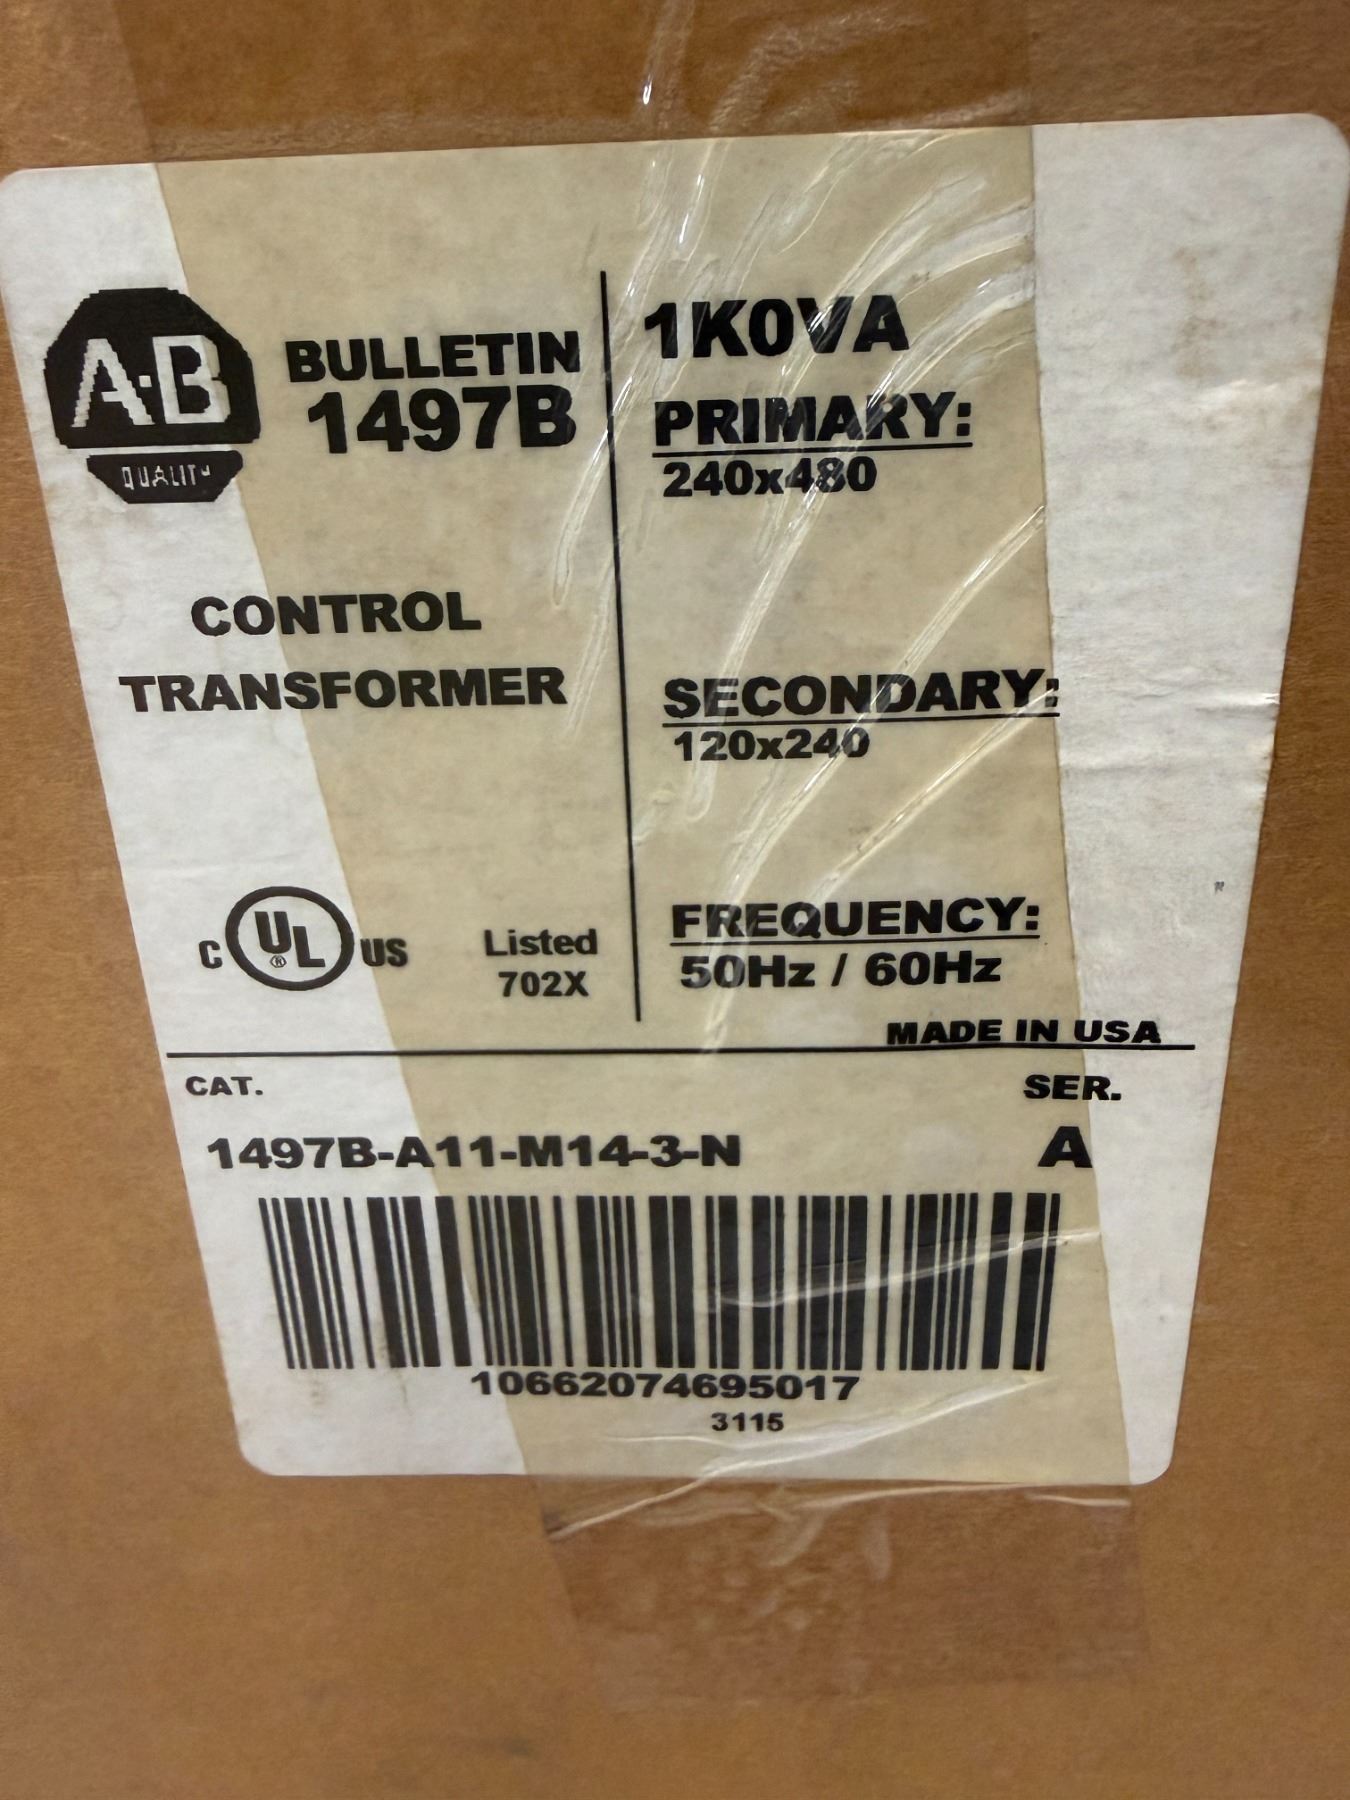 A-B
QUALITY
BULLETIN
1497B
CONTROL
TRANSFORMER
C UL ® US
Listed
702X
1K0VA
PRIMARY:
240x480
SECONDARY:
120x240
FREQUENCY:
50Hz / 60Hz
MADE IN USA
CAT.
SER.
1497B-A11-M14-3-N
A
10662074695017
3115